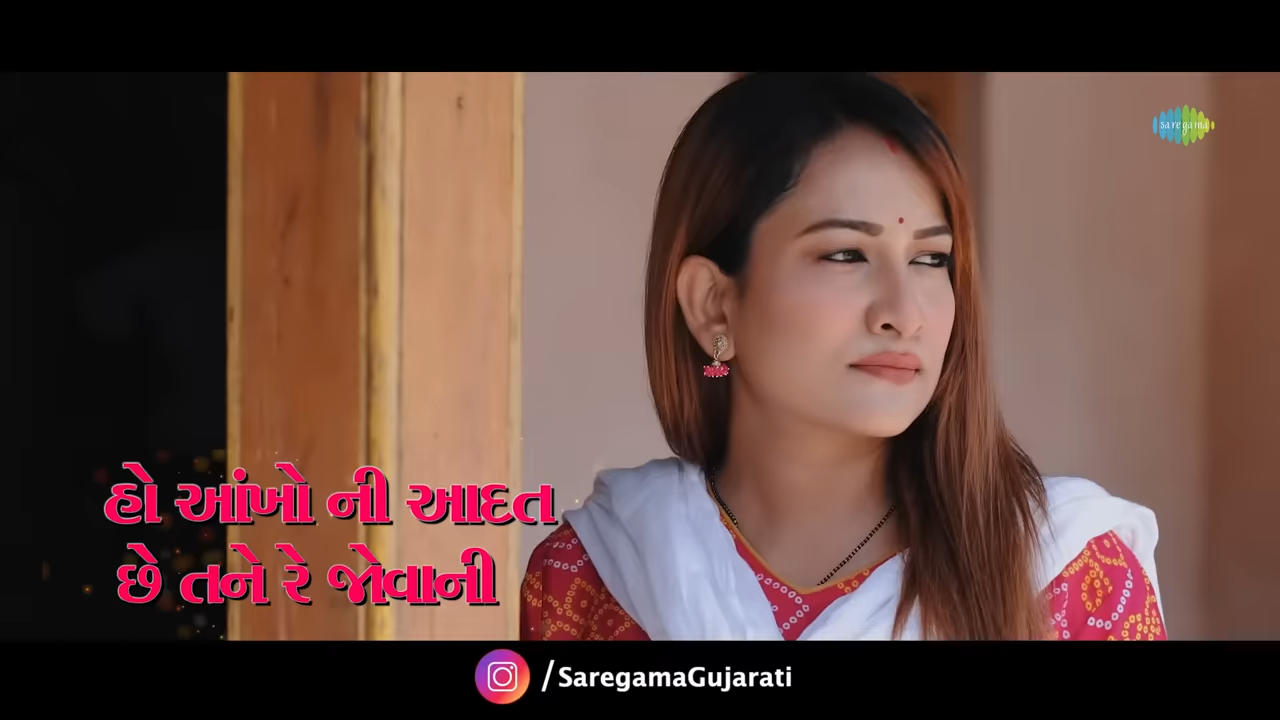 saregama
હો આંખો ની આદત
છે તને રે જોવાની
/SaregamaGujarati